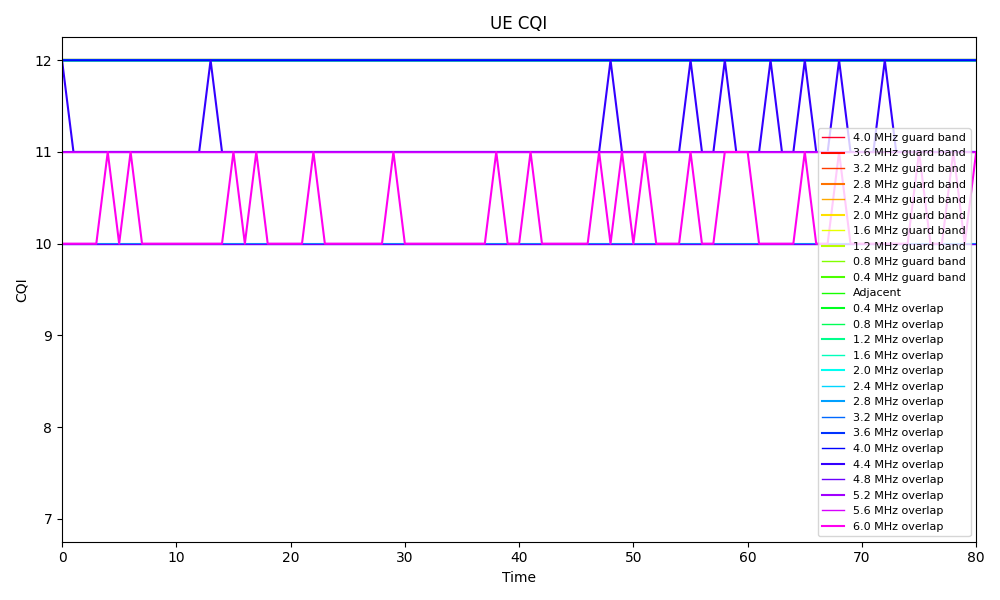 UE CQI
12
11
10
9
8
7
CQI
0 10 20 30 40 50 60 70 80
Time
4.0 MHz guard band
3.6 MHz guard band
3.2 MHz guard band
2.8 MHz guard band
2.4 MHz guard band
2.0 MHz guard band
1.6 MHz guard band
1.2 MHz guard band
0.8 MHz guard band
0.4 MHz guard band
Adjacent
0.4 MHz overlap
0.8 MHz overlap
1.2 MHz overlap
1.6 MHz overlap
2.0 MHz overlap
2.4 MHz overlap
2.8 MHz overlap
3.2 MHz overlap
3.6 MHz overlap
4.0 MHz overlap
4.4 MHz overlap
4.8 MHz overlap
5.2 MHz overlap
5.6 MHz overlap
6.0 MHz overlap